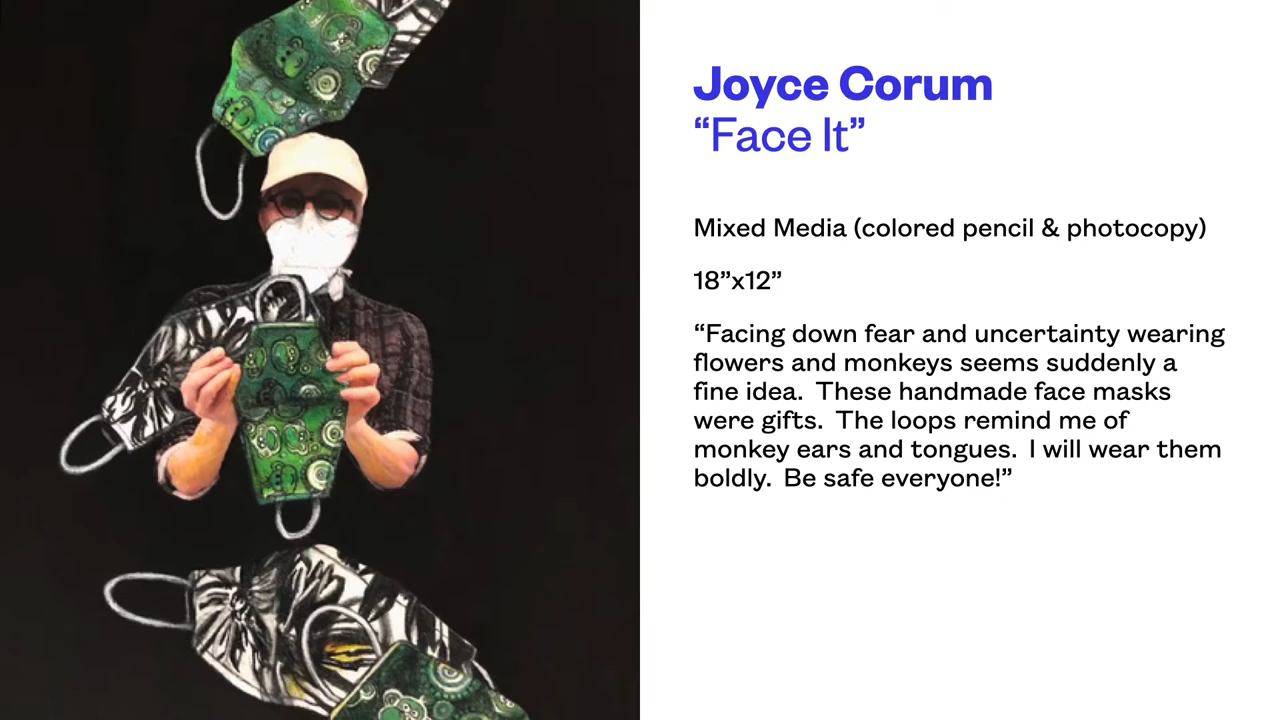 Joyce Corum
“Face It”
Mixed Media (colored pencil & photocopy)
18”x12”
“Facing down fear and uncertainty wearing
flowers and monkeys seems suddenly a
fine idea.  These handmade face masks
were gifts.  The loops remind me of
monkey ears and tongues.  I will wear them
boldly.  Be safe everyone!”